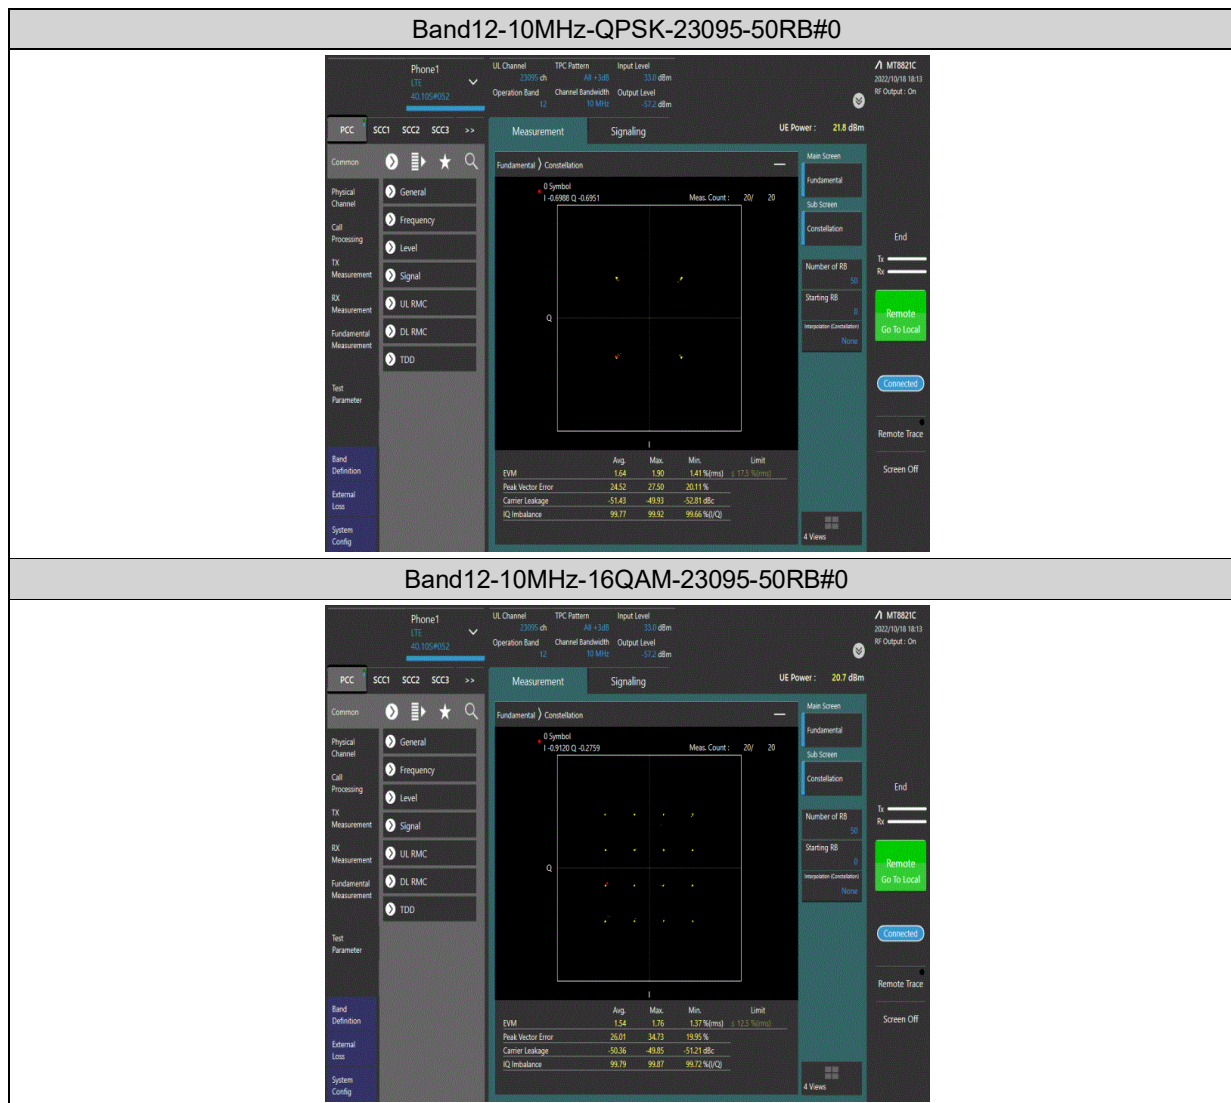 Band12-10MHz-QPSK-23095-50RB#0
Phone1
LTE
40.10S#052
UL Channel TPC Pattern Input Level
23095 ch All +3dB 33.0 dBm
Operation Band Channel Bandwidth Output Level
12 10 MHz -57.2 dBm
MT8821C
2022/10/18 18:13
RF Output : On
PCC SCC1 SCC2 SCC3 >>
Measurement Signaling
UE Power : 21.8 dBm
Common
Physical
Channel
Call
Processing
TX
Measurement
RX
Measurement
Fundamental
Measurement
Test
Parameter
Band
Definition
External
Loss
System
Config
General
Frequency
Level
Signal
UL RMC
DL RMC
TDD
Fundamental ❭ Constellation
0 Symbol
I -0.6988 Q -0.6951 Meas. Count : 20/ 20
Q
I
Avg. Max. Min. Limit
EVM 1.64 1.90 1.41 %(rms) ± 17.5 %(rms)
Peak Vector Error 24.52 27.50 20.11 %
Carrier Leakage -51.43 -49.93 -52.81 dBc
IQ Imbalance 99.77 99.92 99.66 %(I/Q)
Main Screen
Fundamental
Sub Screen
Constellation
Number of RB
50
Starting RB
0
Interpolation (Constellation)
None
4 Views
End
Tx
Rx
Remote
Go To Local
Connected
Remote Trace
Screen Off
Band12-10MHz-16QAM-23095-50RB#0
Phone1
LTE
40.10S#052
UL Channel TPC Pattern Input Level
23095 ch All +3dB 33.0 dBm
Operation Band Channel Bandwidth Output Level
12 10 MHz -57.2 dBm
MT8821C
2022/10/18 18:13
RF Output : On
PCC SCC1 SCC2 SCC3 >>
Measurement Signaling
UE Power : 20.7 dBm
Common
Physical
Channel
Call
Processing
TX
Measurement
RX
Measurement
Fundamental
Measurement
Test
Parameter
Band
Definition
External
Loss
System
Config
General
Frequency
Level
Signal
UL RMC
DL RMC
TDD
Fundamental ❭ Constellation
0 Symbol
I -0.9120 Q -0.2759 Meas. Count : 20/ 20
Q
I
Avg. Max. Min. Limit
EVM 1.54 1.76 1.37 %(rms) ± 12.5 %(rms)
Peak Vector Error 26.01 34.73 19.95 %
Carrier Leakage -50.36 -49.85 -51.21 dBc
IQ Imbalance 99.79 99.87 99.72 %(I/Q)
Main Screen
Fundamental
Sub Screen
Constellation
Number of RB
50
Starting RB
0
Interpolation (Constellation)
None
4 Views
End
Tx
Rx
Remote
Go To Local
Connected
Remote Trace
Screen Off